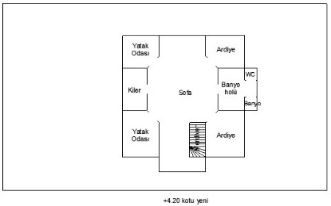 Yatak
Odası
Ardiye
WC
Kiler
Sofa
Banyo
holü
Banyo
Yatak
Odası
Ardiye
+4.20 kotu yeni